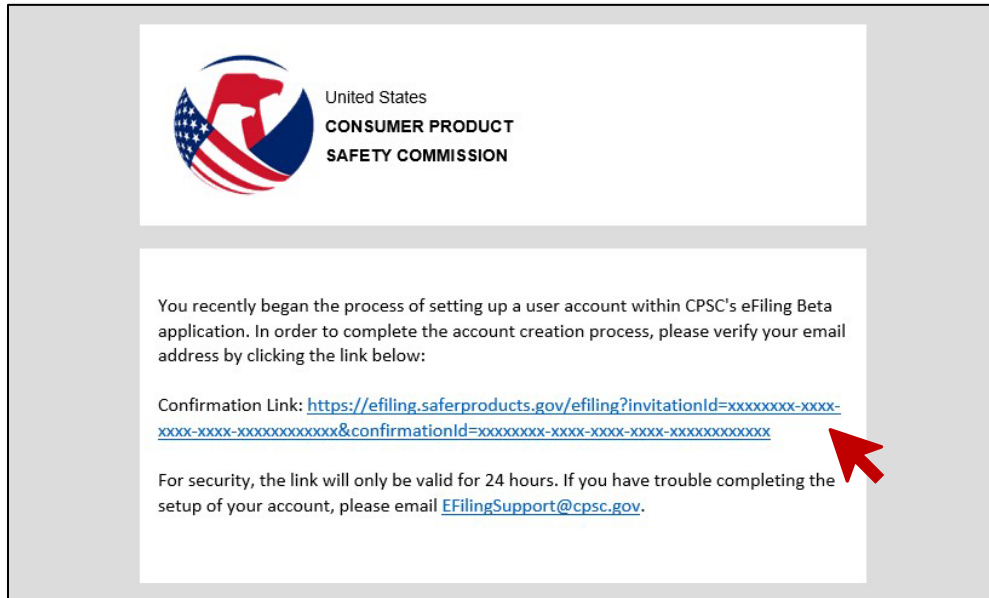 United States
CONSUMER PRODUCT
SAFETY COMMISSION
You recently began the process of setting up a user account within CPSC's eFiling Beta
application. In order to complete the account creation process, please verify your email
address by clicking the link below:
Confirmation Link: https://efiling.saferproducts.gov/efiling?invitationId=xxxxxxxx-xxxx-
xxxx-xxxx-xxxxxxxxxxxx&confirmationId=xxxxxxxx-xxxx-xxxx-xxxx-xxxxxxxxxxxx
For security, the link will only be valid for 24 hours. If you have trouble completing the
setup of your account, please email EFilingSupport@cpsc.gov.